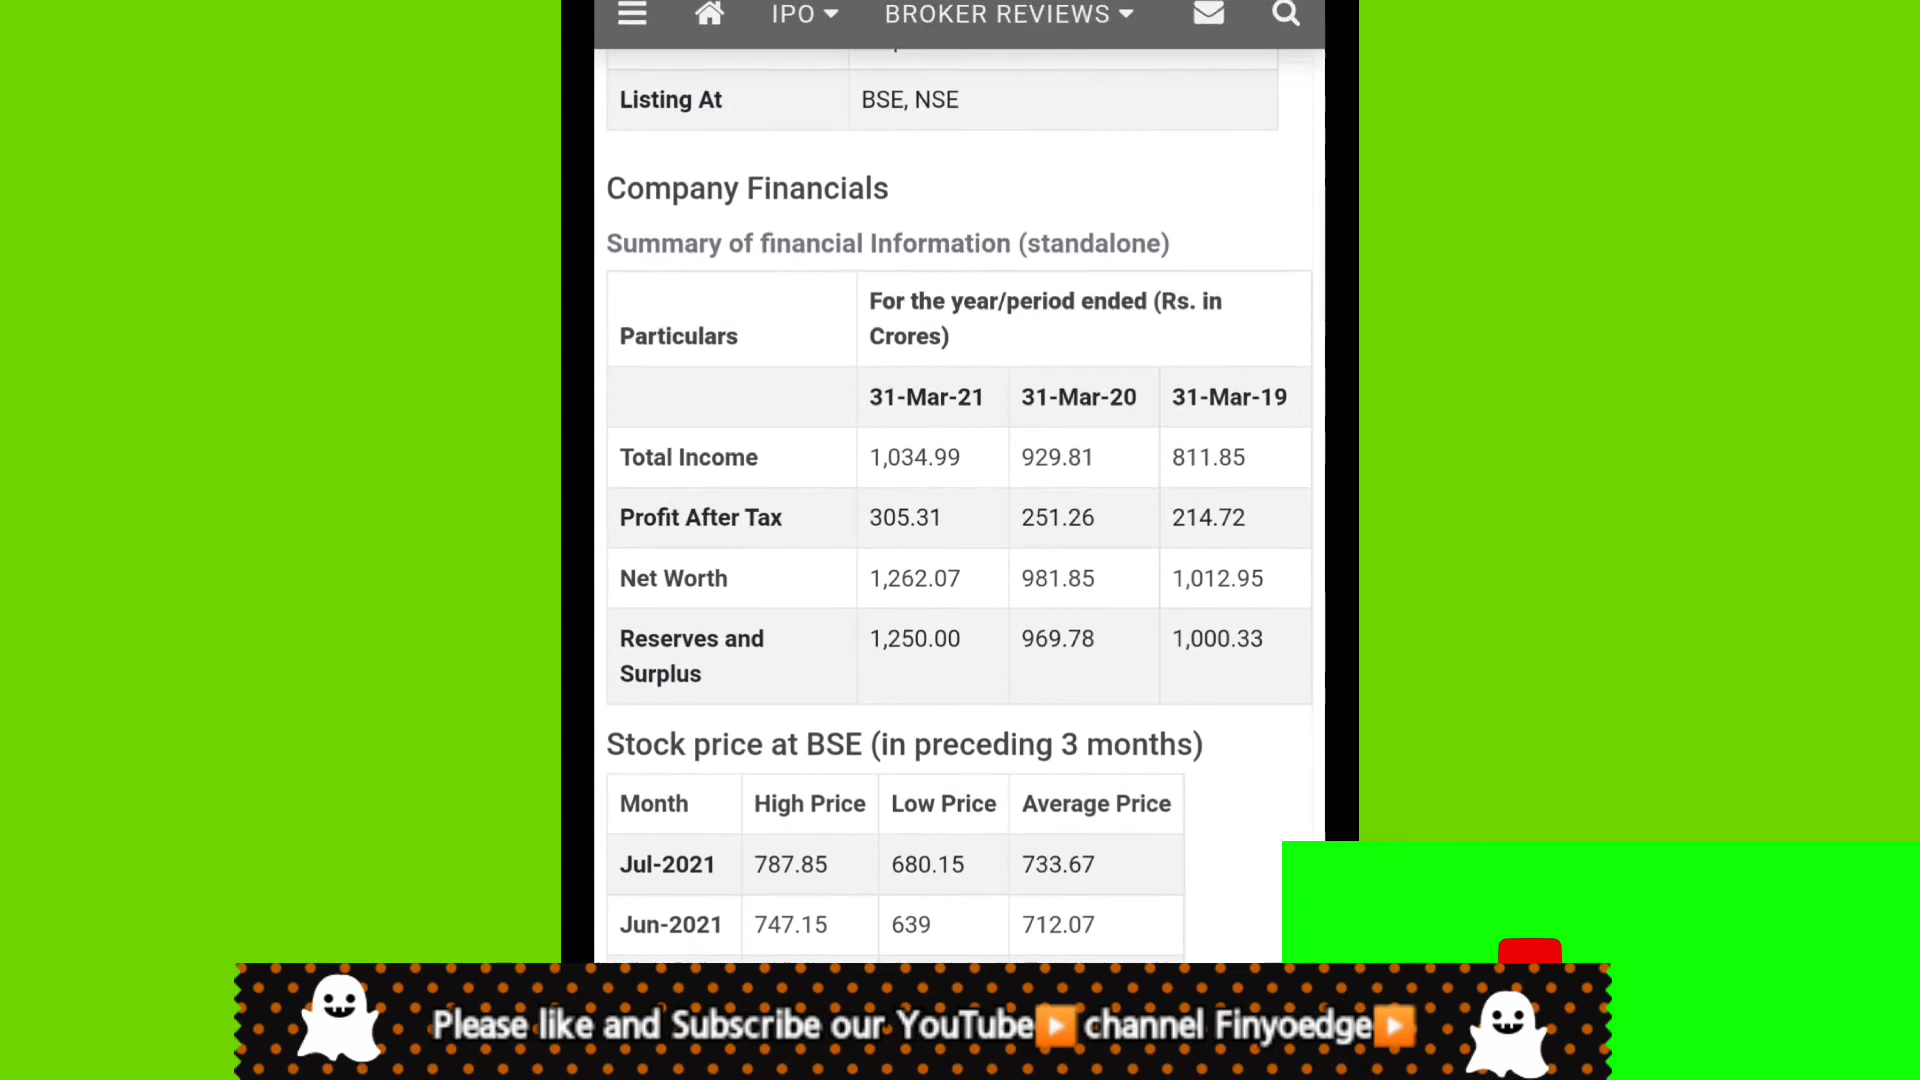 IPO BROKER REVIEWS
Listing At BSE, NSE
Company Financials
Summary of financial Information (standalone)
Particulars For the year/period ended (Rs. in Crores)
31-Mar-21 31-Mar-20 31-Mar-19
Total Income 1,034.99 929.81 811.85
Profit After Tax 305.31 251.26 214.72
Net Worth 1,262.07 981.85 1,012.95
Reserves and Surplus 1,250.00 969.78 1,000.33
Stock price at BSE (in preceding 3 months)
Month High Price Low Price Average Price
Jul-2021 787.85 680.15 733.67
Jun-2021 747.15 639 712.07
Please like and Subscribe our YouTube channel Finyoedge